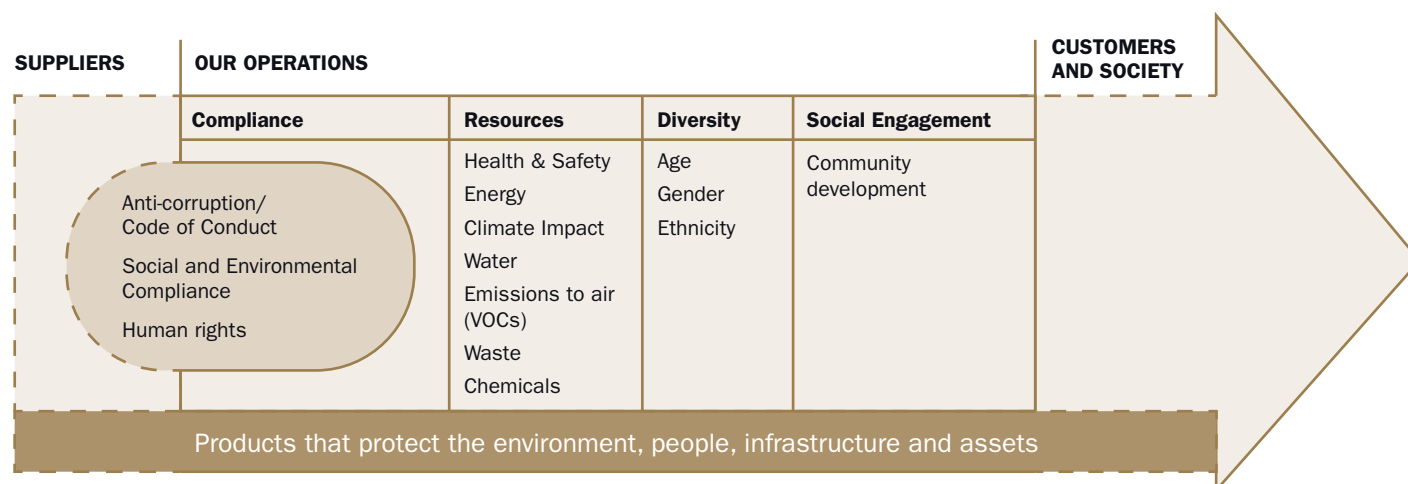 SUPPLIERS
OUR OPERATIONS
CUSTOMERS
AND SOCIETY
Compliance
Anti-corruption/
Code of Conduct
Social and Environmental
Compliance
Human rights
Resources
Health & Safety
Energy
Climate Impact
Water
Emissions to air
(VOCs)
Waste
Chemicals
Diversity
Age
Gender
Ethnicity
Social Engagement
Community
development
Products that protect the environment, people, infrastructure and assets